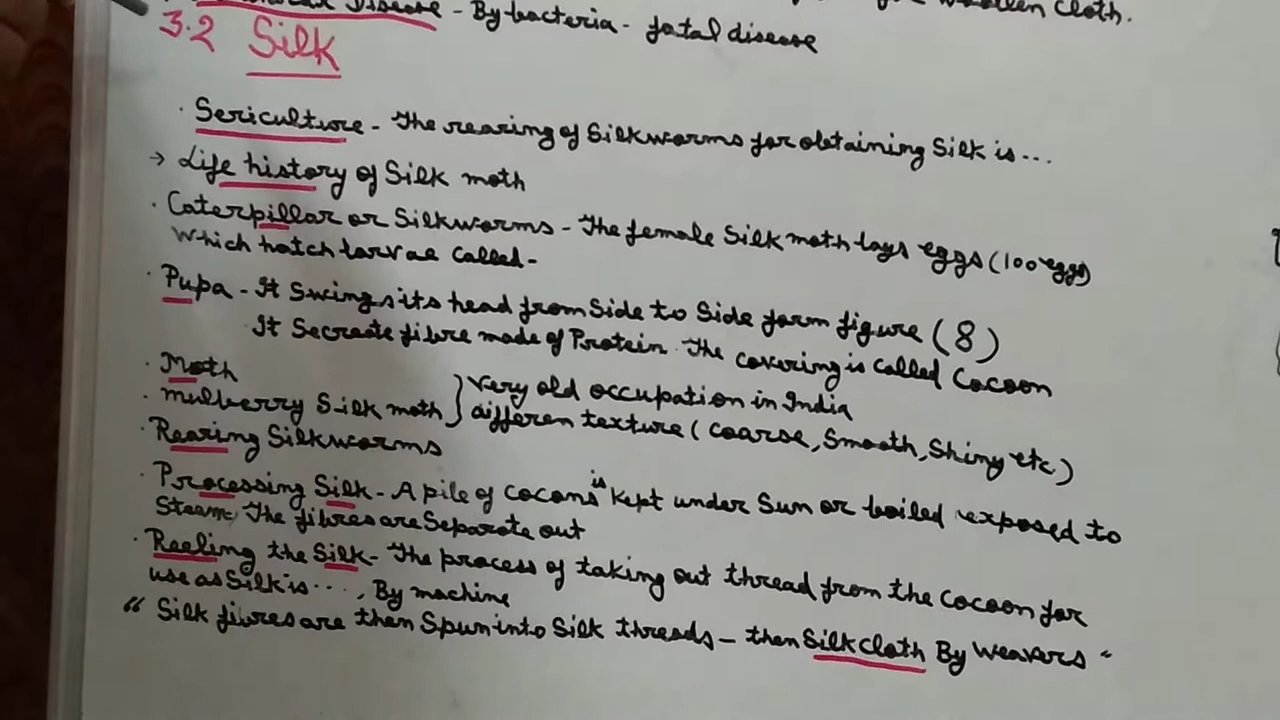 Disease - By bacteria - fatal disease
woollen cloth.
3.2 Silk
· Sericulture - The rearing of Silkworms for obtaining Silk is...
→ Life history of Silk moth
· Caterpillar or Silkworms - The female Silk moth lays eggs (100 eggs)
Which hatch larvae called-
· Pupa - It Swings its head from Side to Side form figure (8)
It Secreate fibre made of Protein. The covering is called Cocoon
· Moth
· Mulberry Silk moth } Very old occupation in India
differen texture (coarse, Smooth, Shiny etc)
· Rearing Silkworms
· Processing Silk - A pile of cocons is kept under Sun or boiled exposed to
Steam, The fibres are Separate out
· Reeling the Silk - The process of taking out thread from the Cocoon for
use as Silk is ..., By machine
“ Silk fibres are then Spun into Silk threads - then Silk cloth By Weavers “